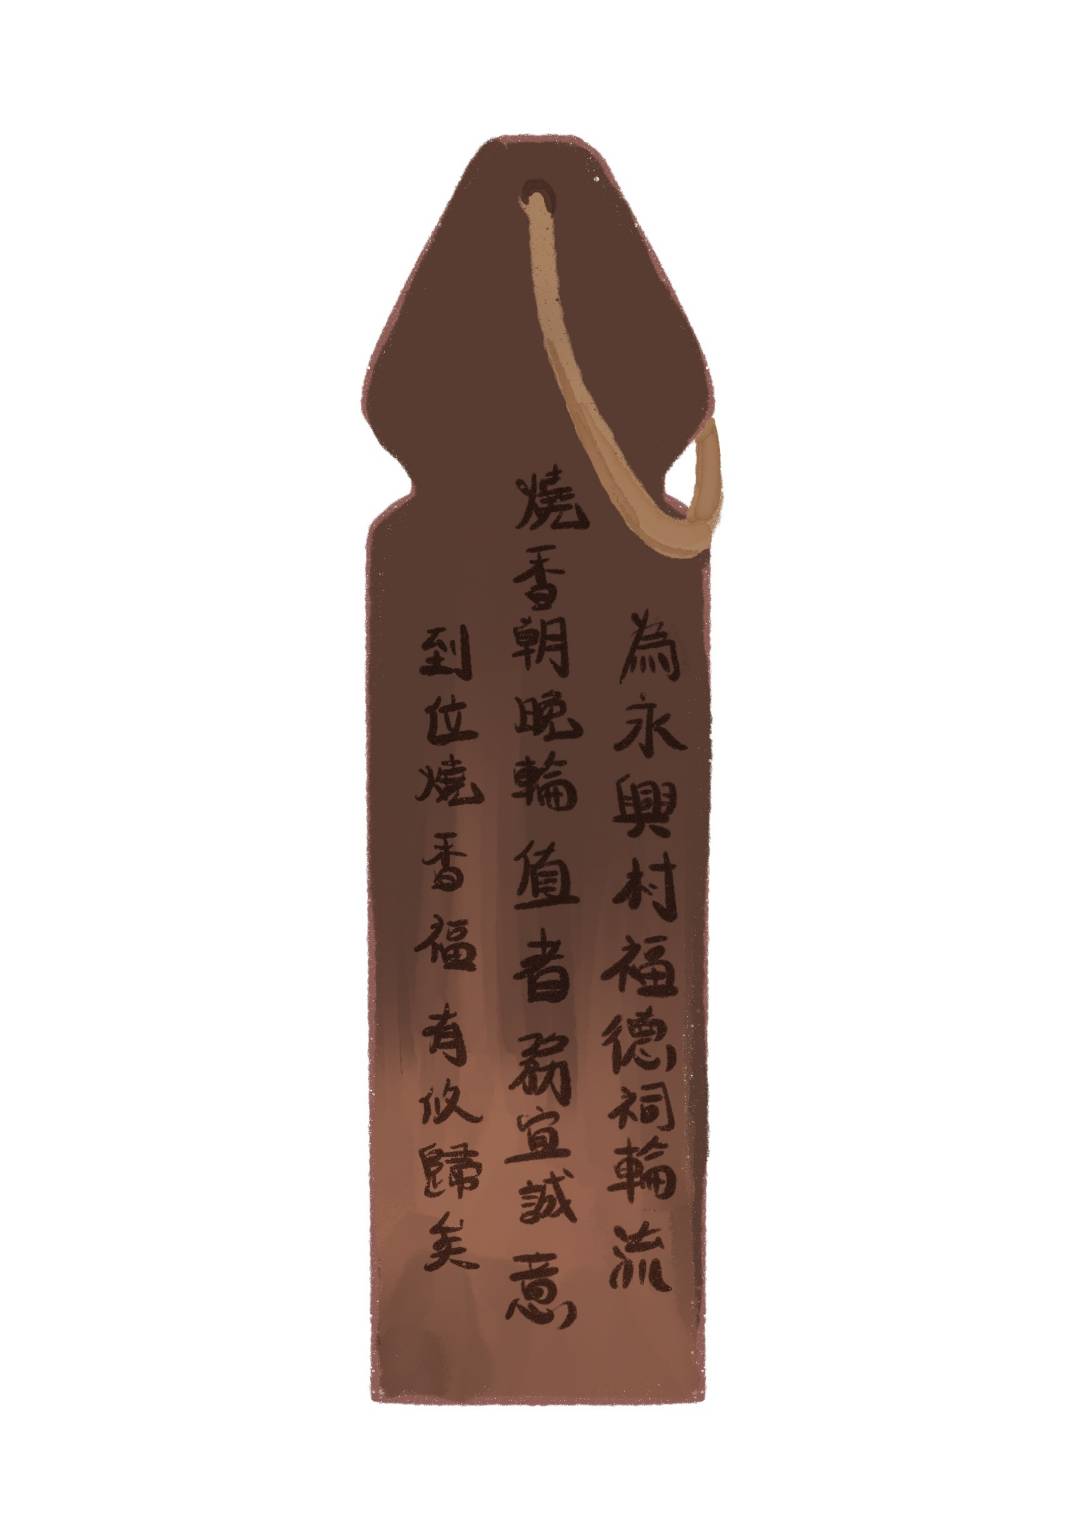 為永興村福德祠輪流
燒香朝晚輪值者務宜誠意
到位燒香福有攸歸矣